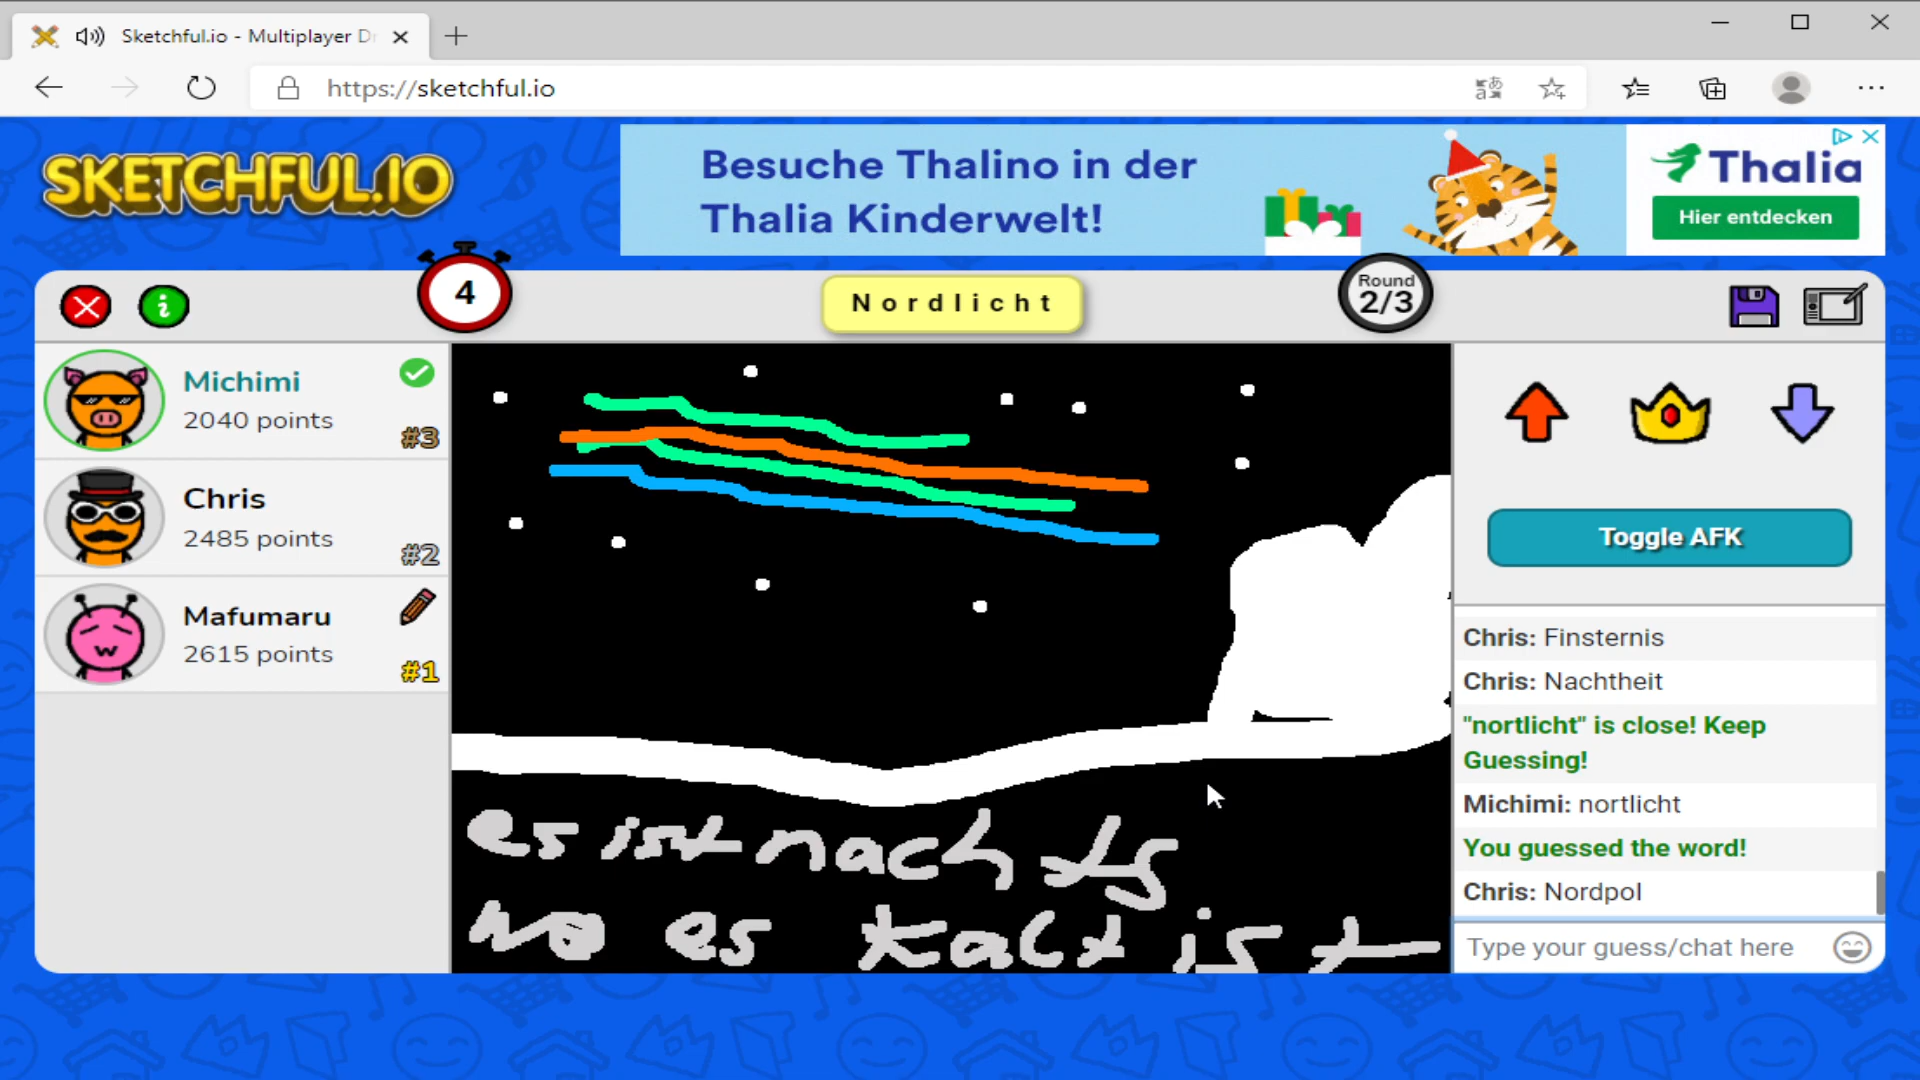 Sketchful.io - Multiplayer Dr
https://sketchful.io
SKETCHFUL.IO
Besuche Thalino in der
Thalia Kinderwelt!
Thalia
Hier entdecken
4
Nordlicht
Round
2/3
Michimi
2040 points
#3
Chris
2485 points
#2
Mafumaru
2615 points
#1
es ist nachts
wo es kalt ist
Toggle AFK
Chris: Finsternis
Chris: Nachtheit
"nortlicht" is close! Keep
Guessing!
Michimi: nortlicht
You guessed the word!
Chris: Nordpol
Type your guess/chat here